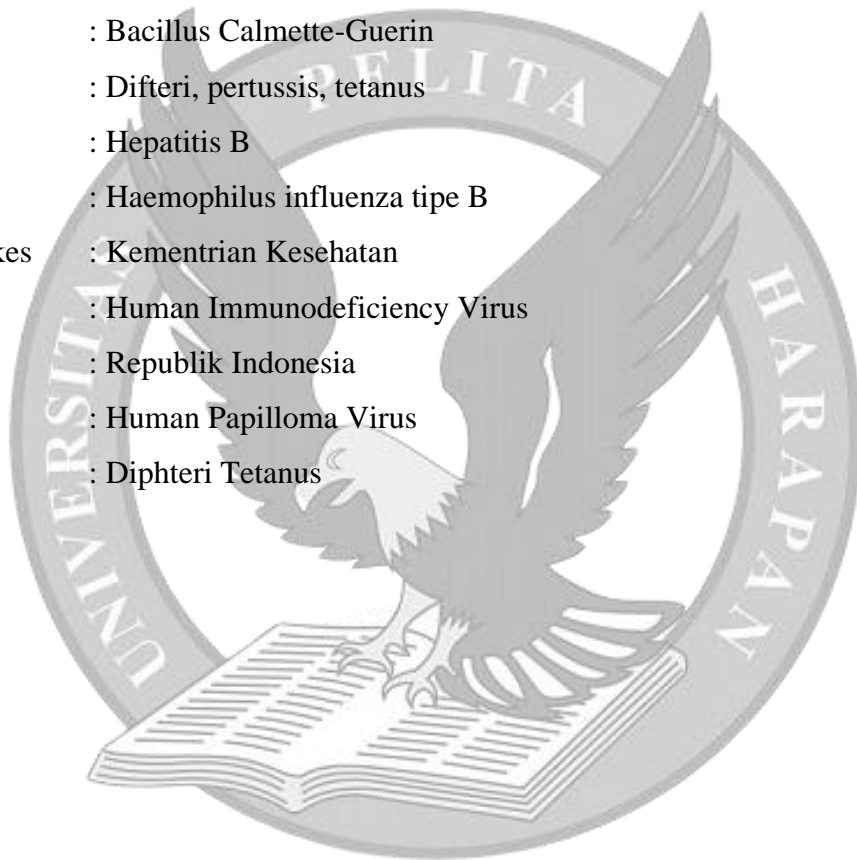 : Bacillus Calmette-Guerin
: Difteri, pertussis, tetanus
: Hepatitis B
: Haemophilus influenza tipe B
kes : Kementrian Kesehatan
: Human Immunodeficiency Virus
: Republik Indonesia
: Human Papilloma Virus
: Diphteri Tetanus
UNIVERSITAS PELITA HARAPAN